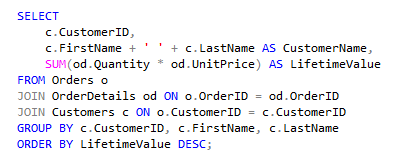 SELECT
    c.CustomerID,
    c.FirstName + ' ' + c.LastName AS CustomerName,
    SUM(od.Quantity * od.UnitPrice) AS LifetimeValue
FROM Orders o
JOIN OrderDetails od ON o.OrderID = od.OrderID
JOIN Customers c ON o.CustomerID = c.CustomerID
GROUP BY c.CustomerID, c.FirstName, c.LastName
ORDER BY LifetimeValue DESC;